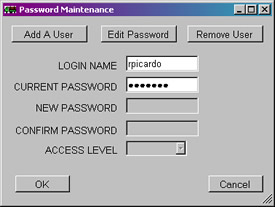 Password Maintenance
Add A User Edit Password Remove User
LOGIN NAME rpicardo
CURRENT PASSWORD •••••••
NEW PASSWORD
CONFIRM PASSWORD
ACCESS LEVEL
OK Cancel